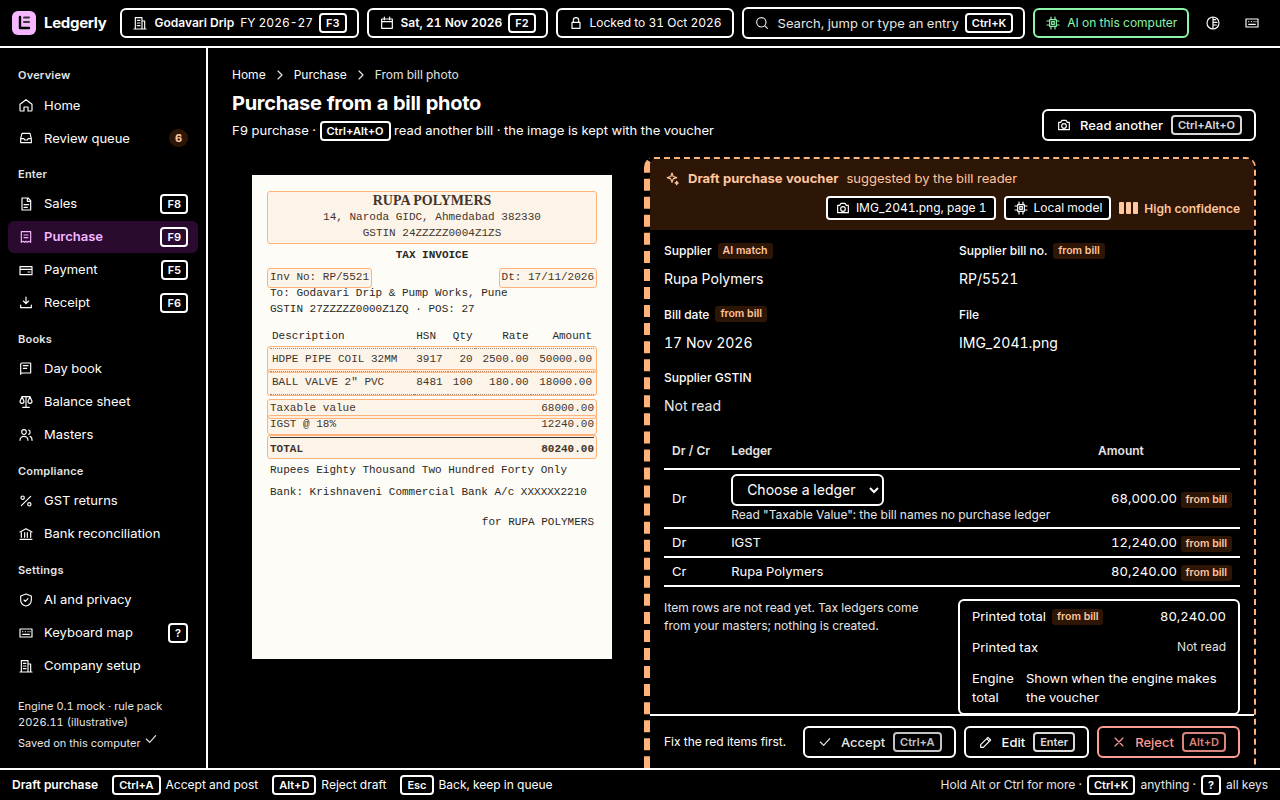 Ledgerly
Godavari Drip FY 2026-27 F3
Sat, 21 Nov 2026 F2
Locked to 31 Oct 2026
Search, jump or type an entry Ctrl+K
AI on this computer
Overview
Home
Review queue 6
Enter
Sales F8
Purchase F9
Payment F5
Receipt F6
Books
Day book
Balance sheet
Masters
Compliance
GST returns
Bank reconciliation
Settings
AI and privacy
Keyboard map ?
Company setup
Engine 0.1 mock · rule pack
2026.11 (illustrative)
Saved on this computer
Home > Purchase > From bill photo
Purchase from a bill photo
F9 purchase · Ctrl+Alt+O read another bill · the image is kept with the voucher
Read another Ctrl+Alt+O
RUPA POLYMERS
14, Naroda GIDC, Ahmedabad 382330
GSTIN 24ZZZZZ0004Z1ZS
TAX INVOICE
Inv No: RP/5521 Dt: 17/11/2026
To: Godavari Drip & Pump Works, Pune
GSTIN 27ZZZZZ0000Z1ZQ · POS: 27
Description HSN Qty Rate Amount
HDPE PIPE COIL 32MM 3917 20 2500.00 50000.00
BALL VALVE 2" PVC 8481 100 180.00 18000.00
Taxable value 68000.00
IGST @ 18% 12240.00
TOTAL 80240.00
Rupees Eighty Thousand Two Hundred Forty Only
Bank: Krishnaveni Commercial Bank A/c XXXXXX2210
for RUPA POLYMERS
Draft purchase voucher suggested by the bill reader
IMG_2041.png, page 1
Local model
High confidence
Supplier AI match
Rupa Polymers
Supplier bill no. from bill
RP/5521
Bill date from bill
17 Nov 2026
File
IMG_2041.png
Supplier GSTIN
Not read
Dr / Cr Ledger Amount
Dr Choose a ledger 68,000.00 from bill
Read "Taxable Value": the bill names no purchase ledger
Dr IGST 12,240.00 from bill
Cr Rupa Polymers 80,240.00 from bill
Item rows are not read yet. Tax ledgers come
from your masters; nothing is created.
Printed total from bill 80,240.00
Printed tax Not read
Engine total Shown when the engine makes the voucher
Fix the red items first.
Accept Ctrl+A
Edit Enter
Reject Alt+D
Draft purchase Ctrl+A Accept and post Alt+D Reject draft Esc Back, keep in queue
Hold Alt or Ctrl for more · Ctrl+K anything · ? all keys